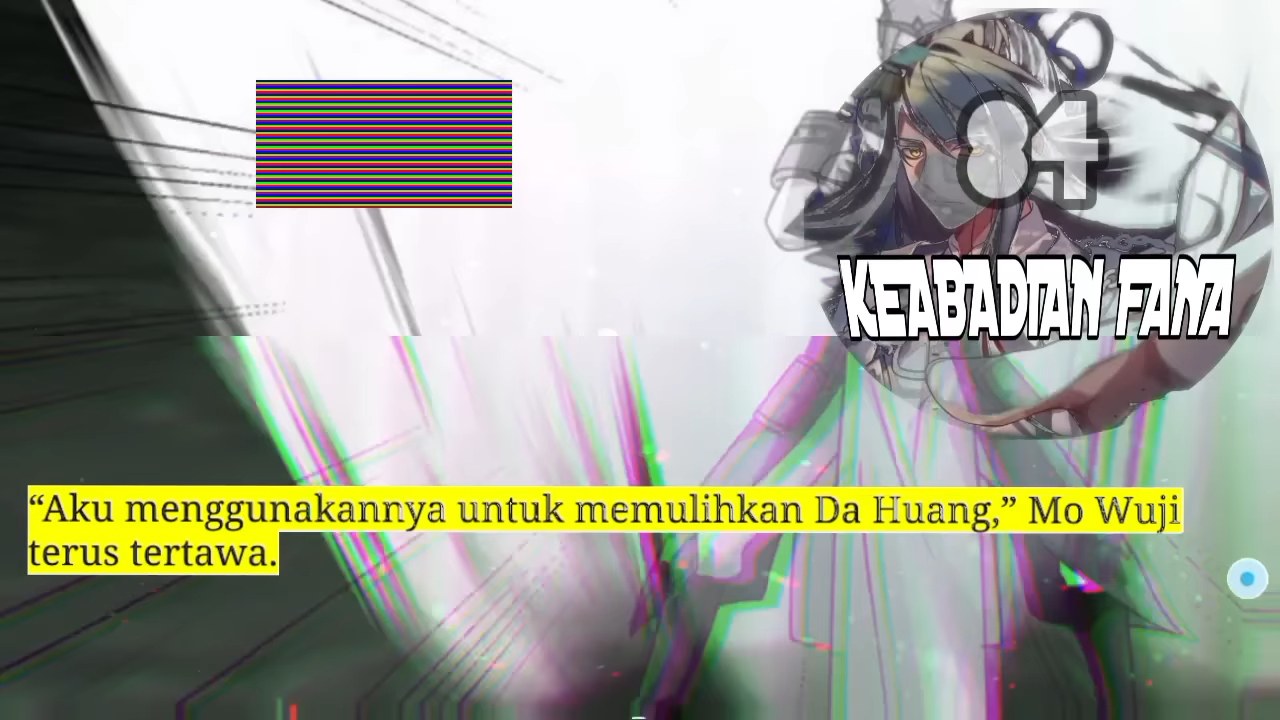 84
KEABADIAN FANA
“Aku menggunakannya untuk memulihkan Da Huang,” Mo Wuji
terus tertawa.